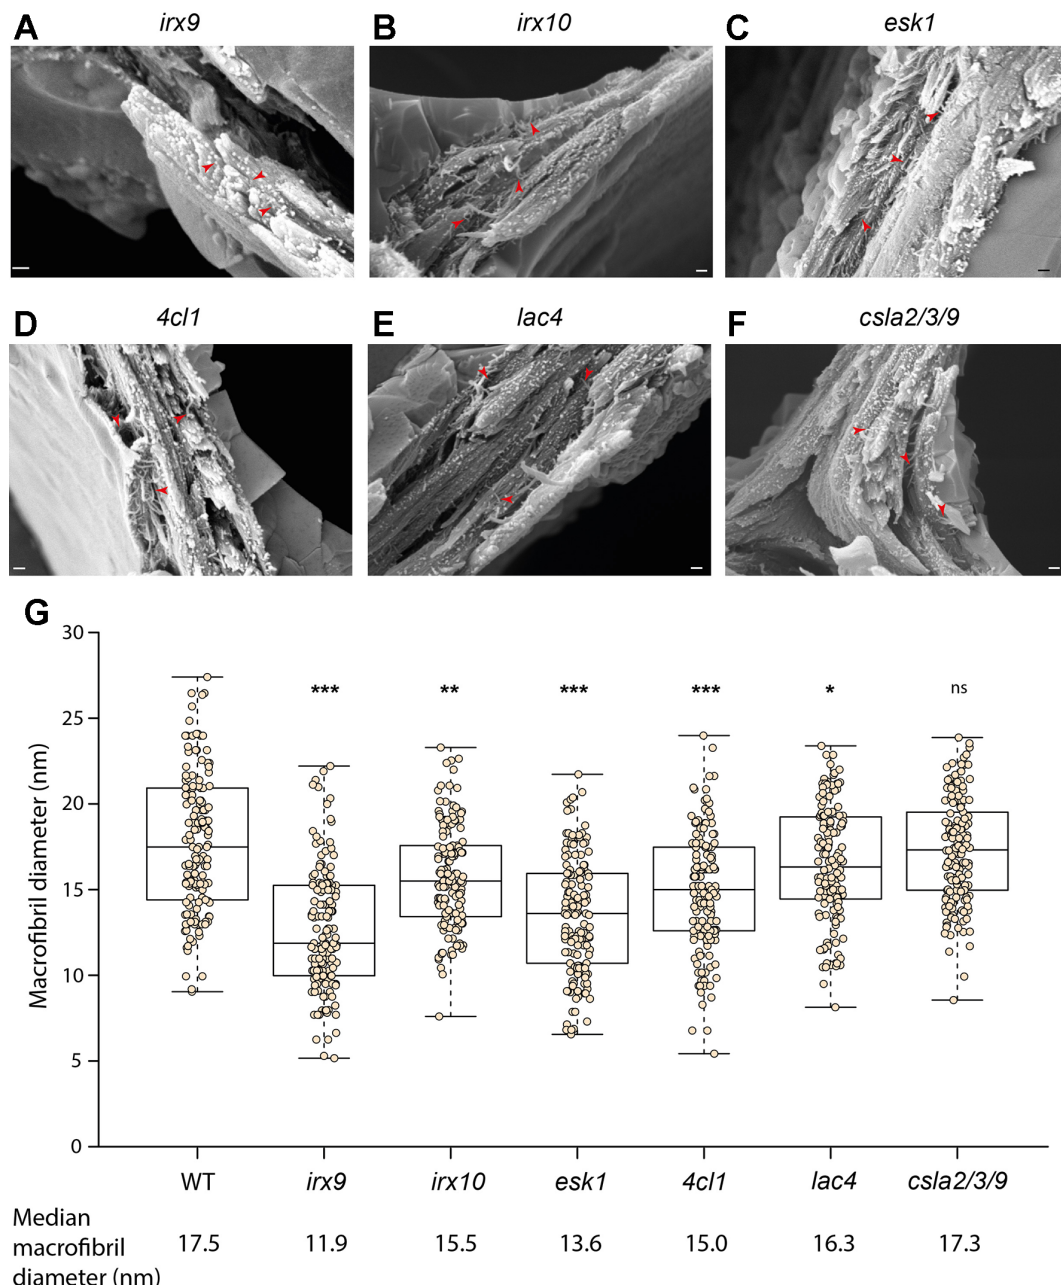 A irx9
B irx10
C esk1
D 4cl1
E lac4
F csla2/3/9
G
Macrofibril diameter (nm)
30
25
20
15
10
5
0
*** ** *** *** * ns
WT irx9 irx10 esk1 4cl1 lac4 csla2/3/9
Median
macrofibril
diameter (nm)
17.5 11.9 15.5 13.6 15.0 16.3 17.3